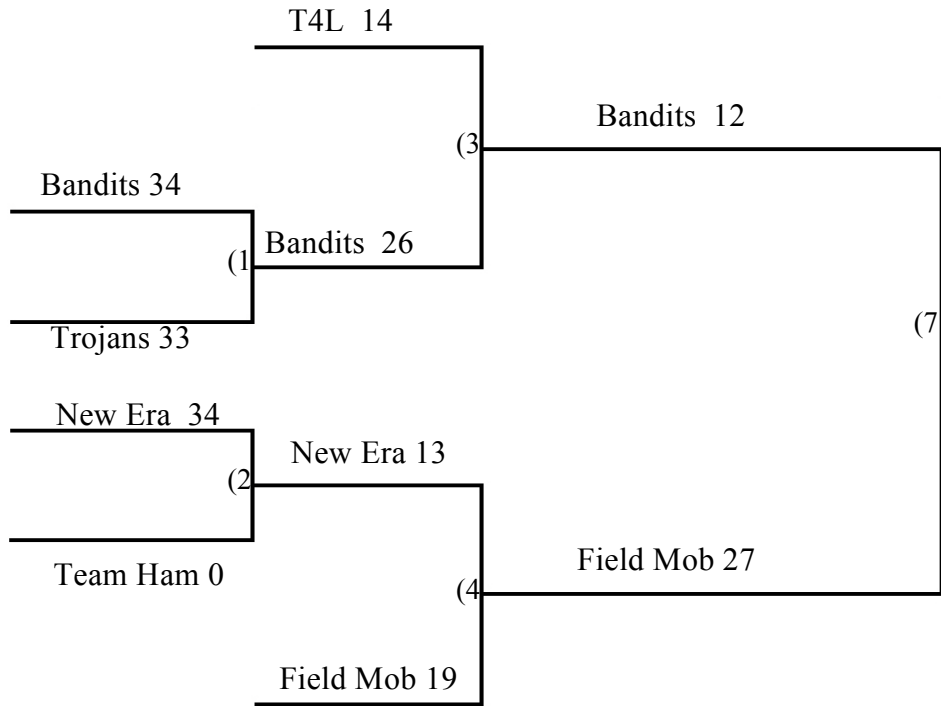 T4L  14
Bandits  12
(3
Bandits 34
Bandits  26
(1
Trojans 33
(7
New Era  34
New Era 13
(2
Team Ham 0
Field Mob 27
(4
Field Mob 19